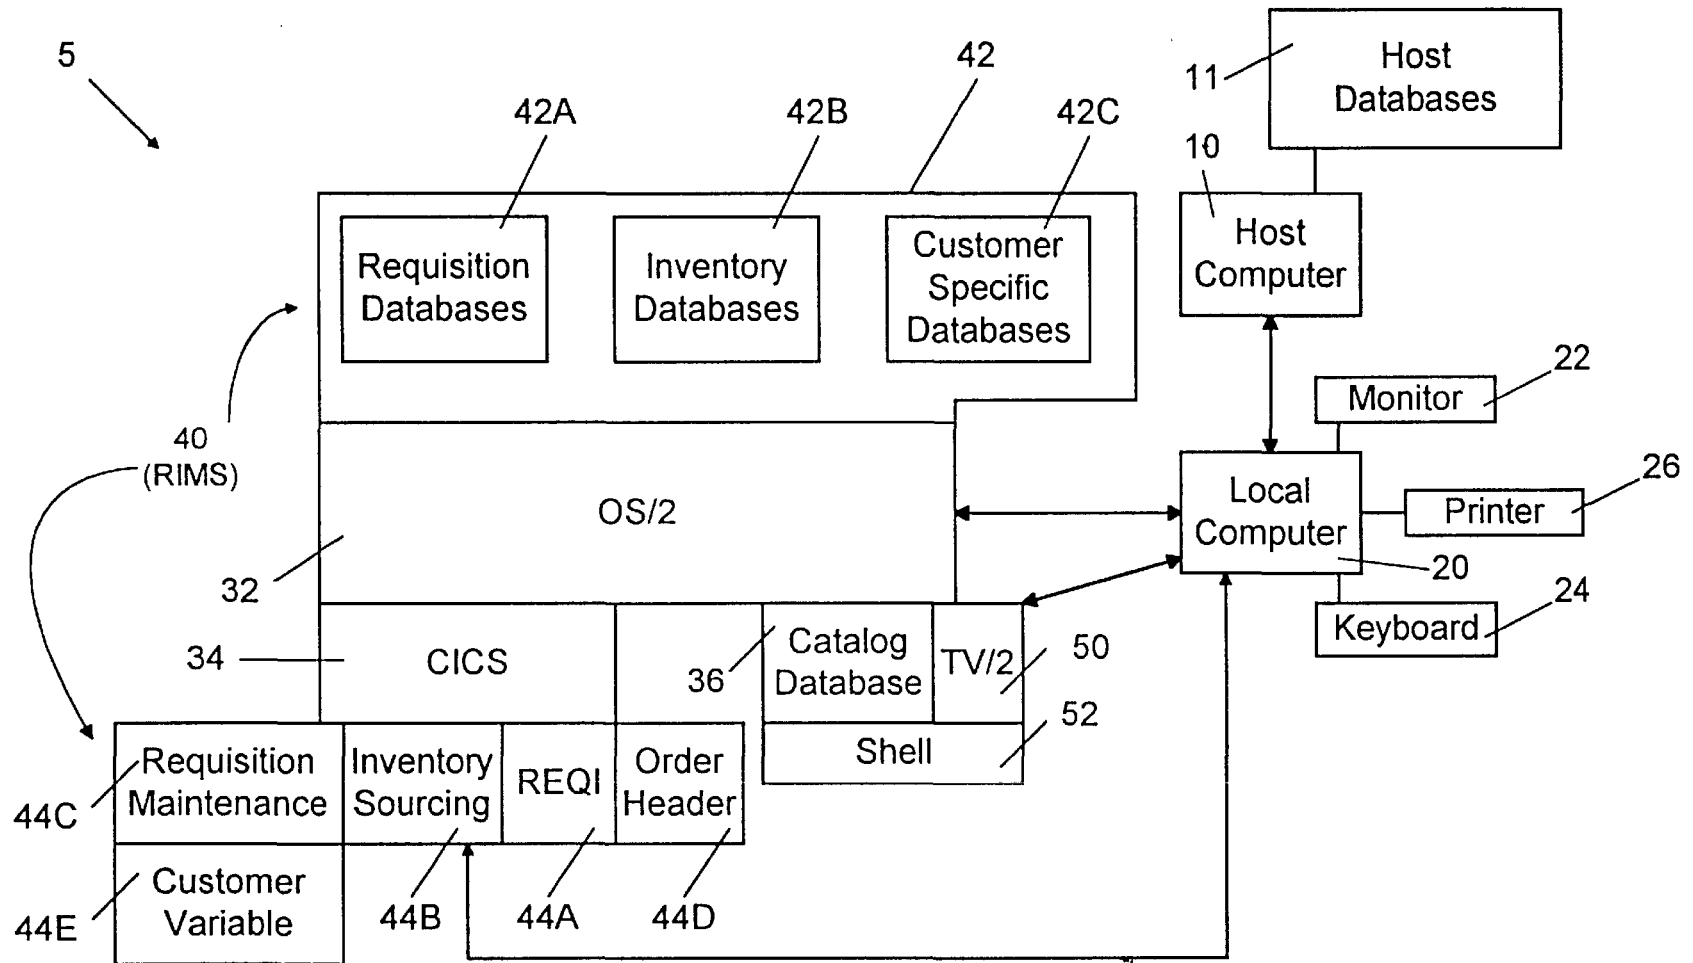 5
42
11
Host
Databases
42A
42B
42C
10
Host
Computer
Requisition
Databases
Inventory
Databases
Customer
Specific
Databases
22
Monitor
40
(RIMS)
OS/2
Local
Computer
26
Printer
20
32
24
Keyboard
34
CICS
36
Catalog
Database
TV/2
50
52
Shell
Requisition
Maintenance
Inventory
Sourcing
REQI
Order
Header
44C
Customer
Variable
44E
44B
44A
44D